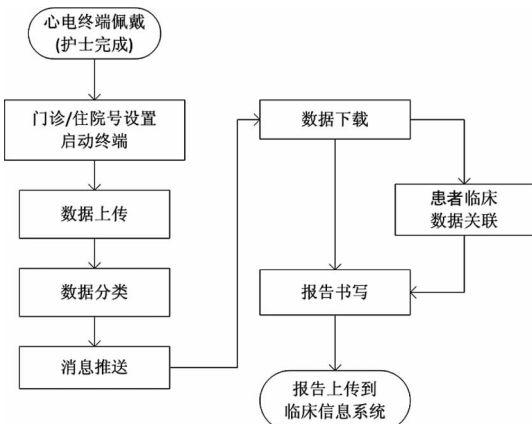 心电终端佩戴
(护士完成)
门诊/住院号设置
启动终端
数据上传
数据分类
消息推送
数据下载
患者临床
数据关联
报告书写
报告上传到
临床信息系统